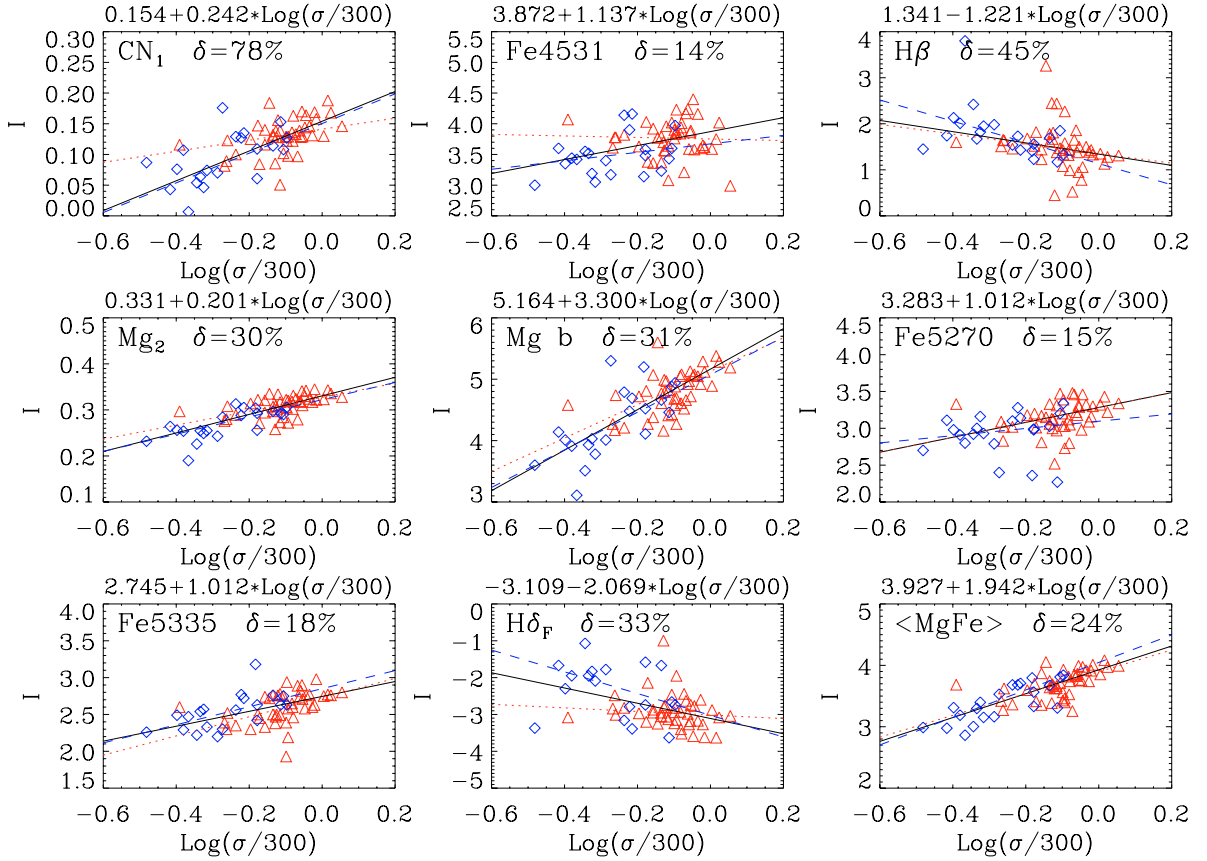 0.154+0.242*Log(σ/300)
3.872+1.137*Log(σ/300)
1.341−1.221*Log(σ/300)
CN₁ δ=78%
0.30
0.25
0.20
0.15
0.10
0.05
0.00
I
−0.6 −0.4 −0.2 0.0 0.2
Log(σ/300)
Fe4531 δ=14%
5.5
5.0
4.5
4.0
3.5
3.0
2.5
I
−0.6 −0.4 −0.2 0.0 0.2
Log(σ/300)
Hβ δ=45%
4
3
2
1
0
I
−0.6 −0.4 −0.2 0.0 0.2
Log(σ/300)
0.331+0.201*Log(σ/300)
5.164+3.300*Log(σ/300)
3.283+1.012*Log(σ/300)
Mg₂ δ=30%
0.5
0.4
0.3
0.2
0.1
I
−0.6 −0.4 −0.2 0.0 0.2
Log(σ/300)
Mg b δ=31%
6
5
4
3
I
−0.6 −0.4 −0.2 0.0 0.2
Log(σ/300)
Fe5270 δ=15%
4.5
4.0
3.5
3.0
2.5
2.0
I
−0.6 −0.4 −0.2 0.0 0.2
Log(σ/300)
2.745+1.012*Log(σ/300)
−3.109−2.069*Log(σ/300)
3.927+1.942*Log(σ/300)
Fe5335 δ=18%
4.0
3.5
3.0
2.5
2.0
1.5
I
−0.6 −0.4 −0.2 0.0 0.2
Log(σ/300)
Hδ_F δ=33%
0
−1
−2
−3
−4
−5
I
−0.6 −0.4 −0.2 0.0 0.2
Log(σ/300)
<MgFe> δ=24%
5
4
3
2
I
−0.6 −0.4 −0.2 0.0 0.2
Log(σ/300)